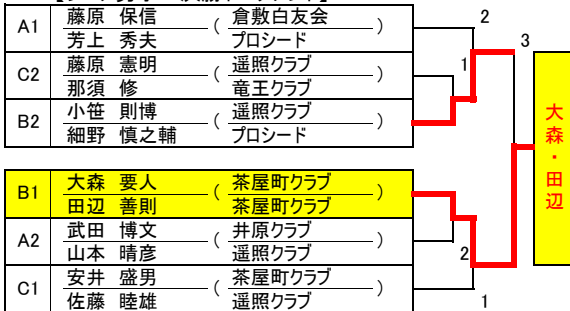 A1 藤原 保信 ( 倉敷白友会 )
芳上 秀夫 プロシード
C2 藤原 憲明 ( 遥照クラブ )
那須 修 竜王クラブ
B2 小笹 則博 ( 遥照クラブ )
細野 慎之輔 プロシード
B1 大森 要人 ( 茶屋町クラブ )
田辺 善則 茶屋町クラブ
A2 武田 博文 ( 井原クラブ )
山本 晴彦 遥照クラブ
C1 安井 盛男 ( 茶屋町クラブ )
佐藤 睦雄 遥照クラブ
2
1
3
2
1
大森・田辺